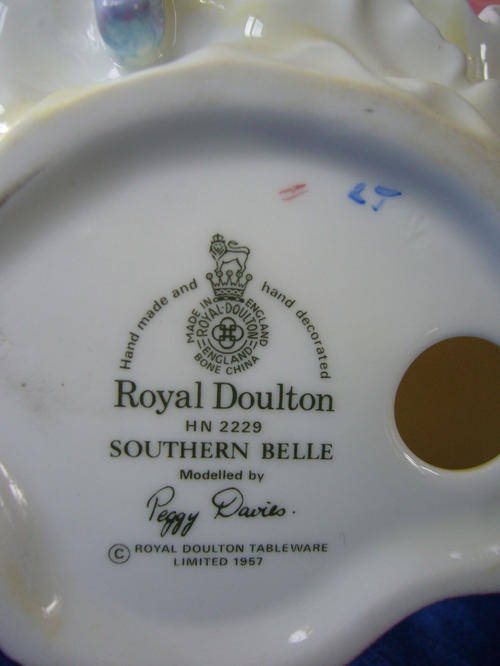 Hand made and hand decorated
MADE IN ENGLAND
ROYAL·DOULTON
ENGLAND
BONE CHINA
Royal Doulton
HN 2229
SOUTHERN BELLE
Modelled by
Peggy Davies.
© ROYAL DOULTON TABLEWARE
LIMITED 1957